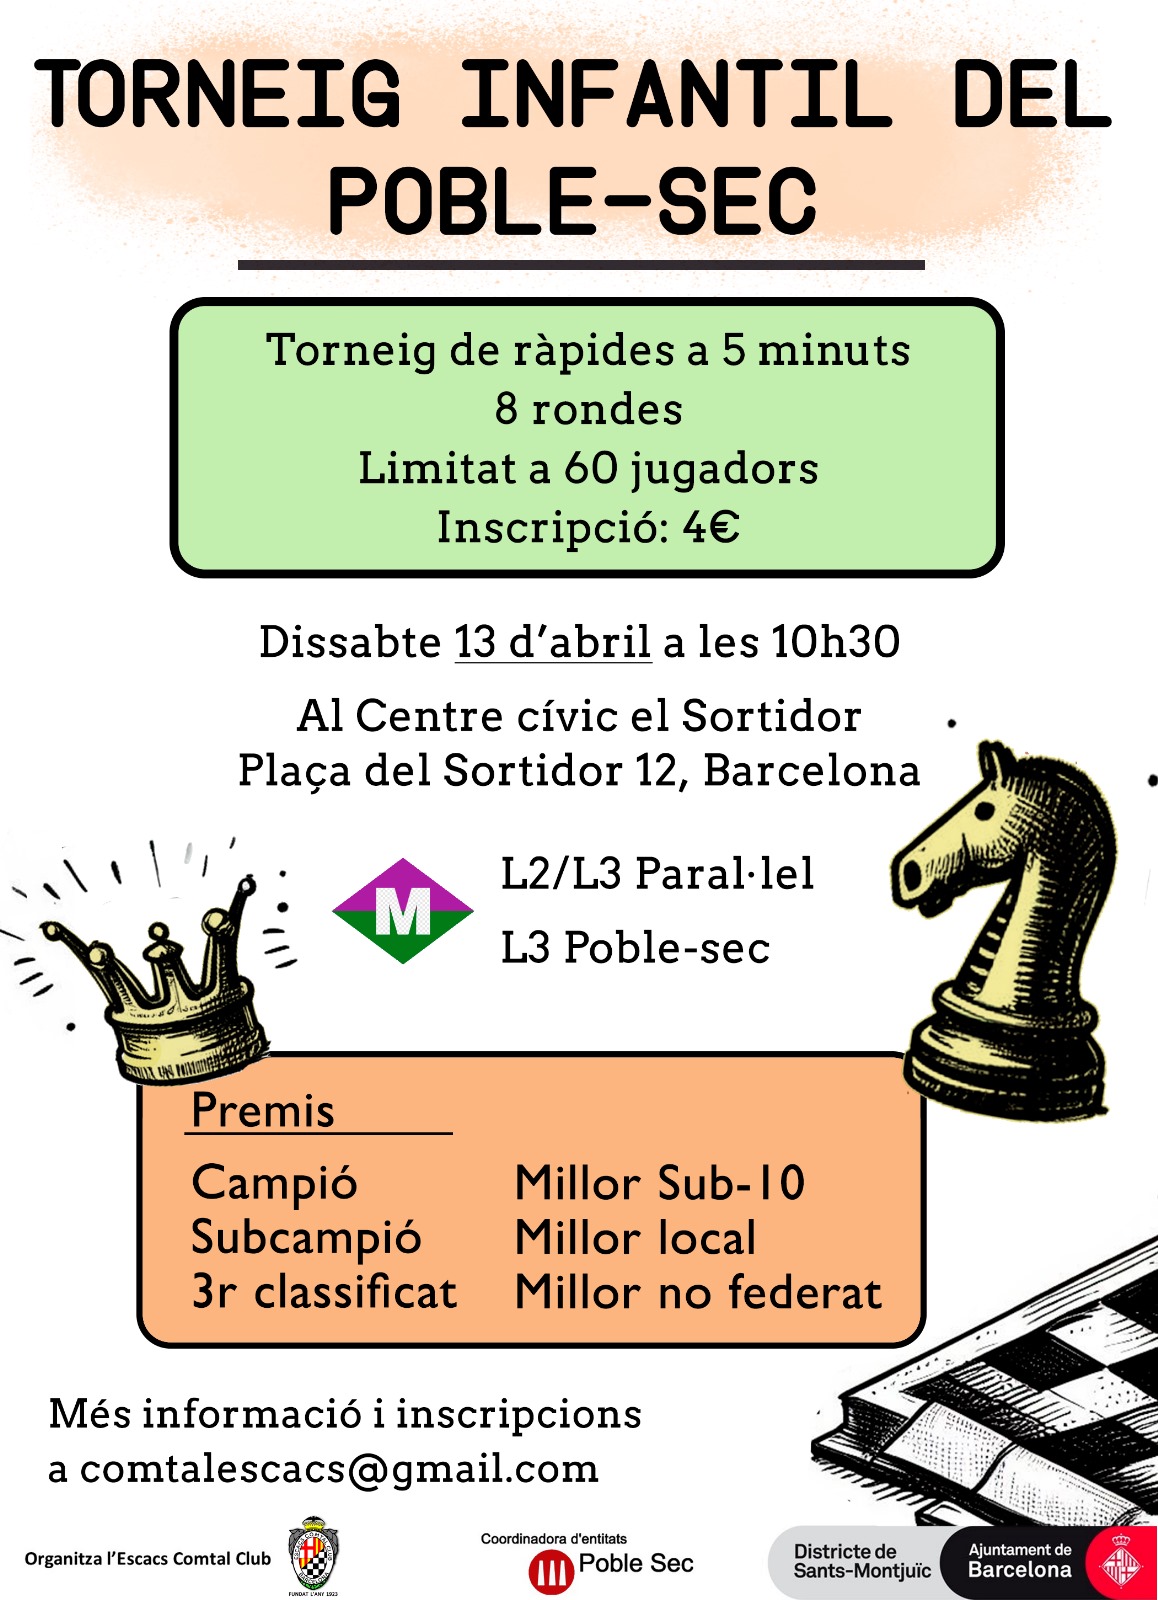 TORNEIG INFANTIL DEL
POBLE-SEC
Torneig de ràpides a 5 minuts
8 rondes
Limitat a 60 jugadors
Inscripció: 4€
Dissabte 13 d’abril a les 10h30
Al Centre cívic el Sortidor
Plaça del Sortidor 12, Barcelona
M
L2/L3 Paral·lel
L3 Poble-sec
Premis
Campió
Subcampió
3r classificat
Millor Sub-10
Millor local
Millor no federat
Més informació i inscripcions
a comtalescacs@gmail.com
Organitza l’Escacs Comtal Club
ESCACS COMTAL CLUB
BARCELONA
FUNDAT L'ANY 1923
Coordinadora d'entitats
Poble Sec
Districte de
Sants-Montjuïc
Ajuntament de
Barcelona